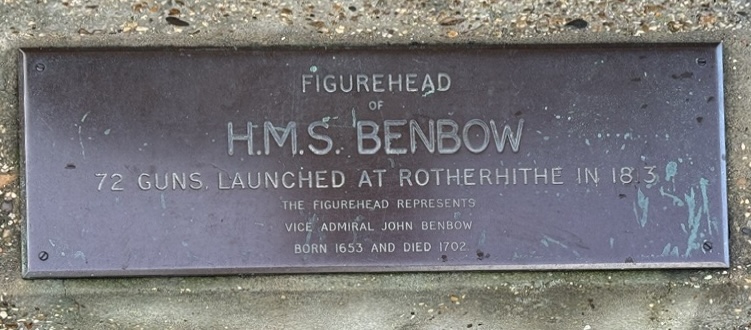 FIGUREHEAD
OF
H.M.S. BENBOW
72 GUNS. LAUNCHED AT ROTHERHITHE IN
THE FIGUREHEAD REPRESENTS
VICE ADMIRAL JOHN BENBOW
BORN 1653 AND DIED 1702